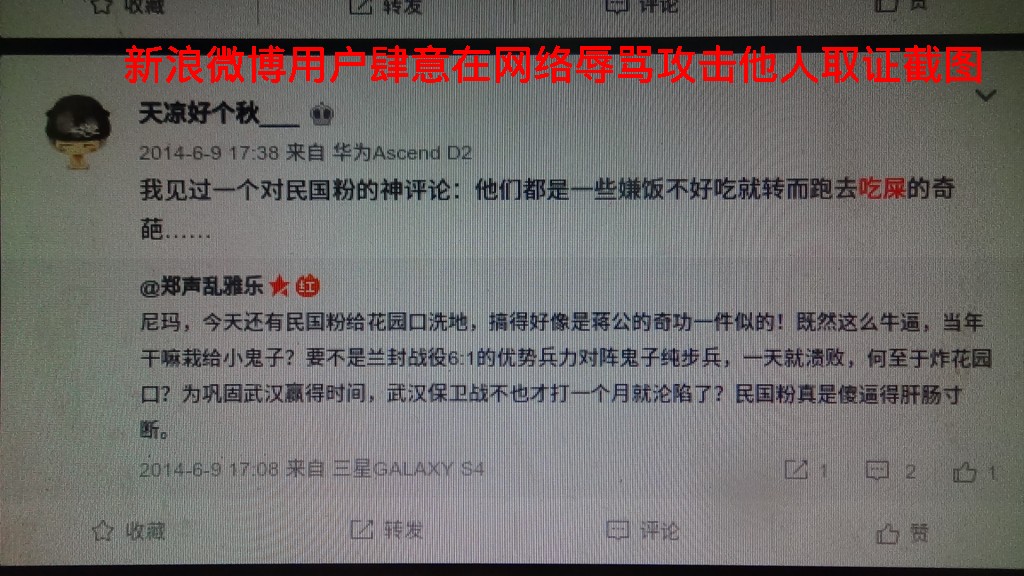 收藏 转发 评论 赞
新浪微博用户肆意在网络辱骂攻击他人取证截图
天凉好个秋___
2014-6-9 17:38 来自 华为Ascend D2
我见过一个对民国粉的神评论：他们都是一些嫌饭不好吃就转而跑去吃屎的奇
葩……
@郑声乱雅乐 红
尼玛，今天还有民国粉给花园口洗地，搞得好像是蒋公的奇功一件似的！既然这么牛逼，当年
干嘛栽给小鬼子？要不是兰封战役6:1的优势兵力对阵鬼子纯步兵，一天就溃败，何至于炸花园
口？为巩固武汉赢得时间，武汉保卫战不也才打一个月就沦陷了？民国粉真是傻逼得肝肠寸
断。
2014-6-9 17:08 来自 三星GALAXY S4 1 2 1
收藏 转发 评论 赞